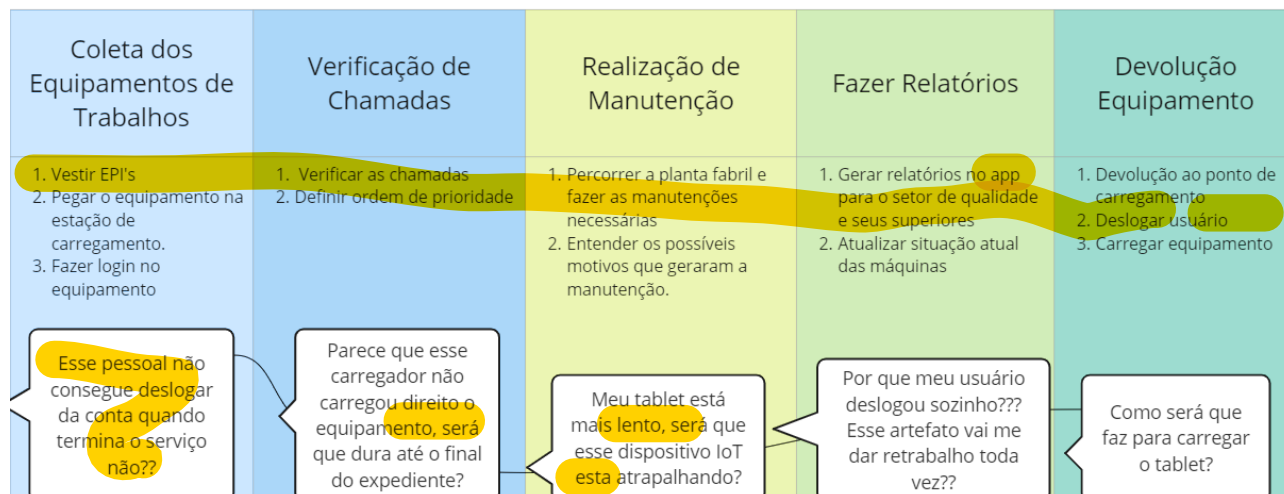 Coleta dos
Equipamentos de
Trabalhos
Verificação de
Chamadas
Realização de
Manutenção
Fazer Relatórios
Devolução
Equipamento
1. Vestir EPI's
2. Pegar o equipamento na
estação de
carregamento.
3. Fazer login no
equipamento
1. Verificar as chamadas
2. Definir ordem de prioridade
1. Percorrer a planta fabril e
fazer as manutenções
necessárias
2. Entender os possíveis
motivos que geraram a
manutenção.
1. Gerar relatórios no app
para o setor de qualidade
e seus superiores
2. Atualizar situação atual
das máquinas
1. Devolução ao ponto de
carregamento
2. Deslogar usuário
3. Carregar equipamento
Esse pessoal não
consegue deslogar
da conta quando
termina o serviço
não??
Parece que esse
carregador não
carregou direito o
equipamento, será
que dura até o final
do expediente?
Meu tablet está
mais lento, será que
esse dispositivo IoT
esta atrapalhando?
Por que meu usuário
deslogou sozinho???
Esse artefato vai me
dar retrabalho toda
vez??
Como será que
faz para carregar
o tablet?